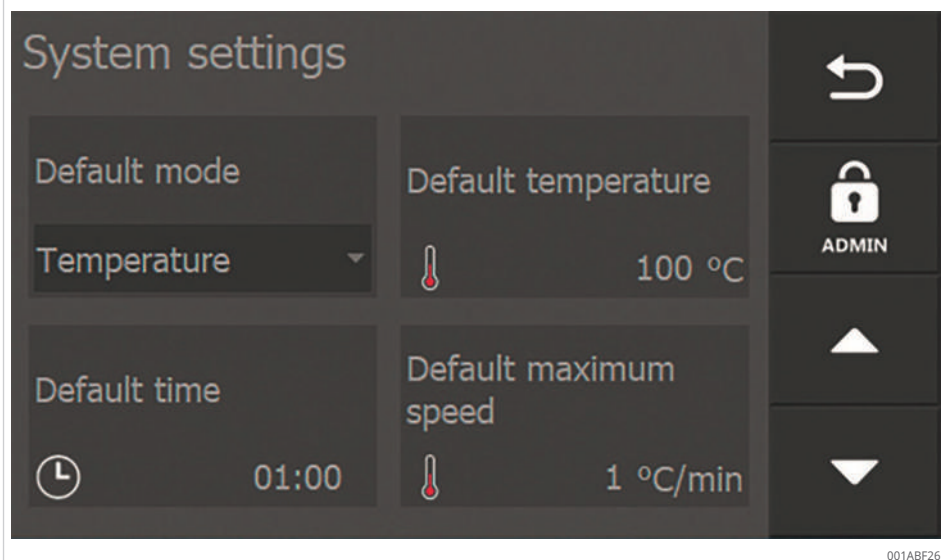 System settings
Default mode
Temperature
Default temperature
100 °C
Default time
01:00
Default maximum
speed
1 °C/min
ADMIN
001ABF26